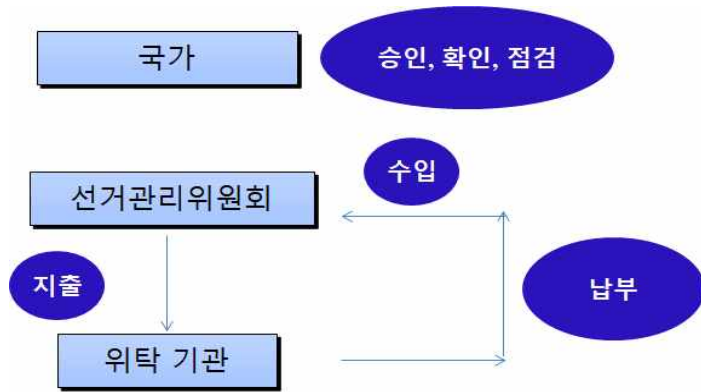 국가
승인, 확인, 점검
수입
선거관리위원회
지출
납부
위탁 기관